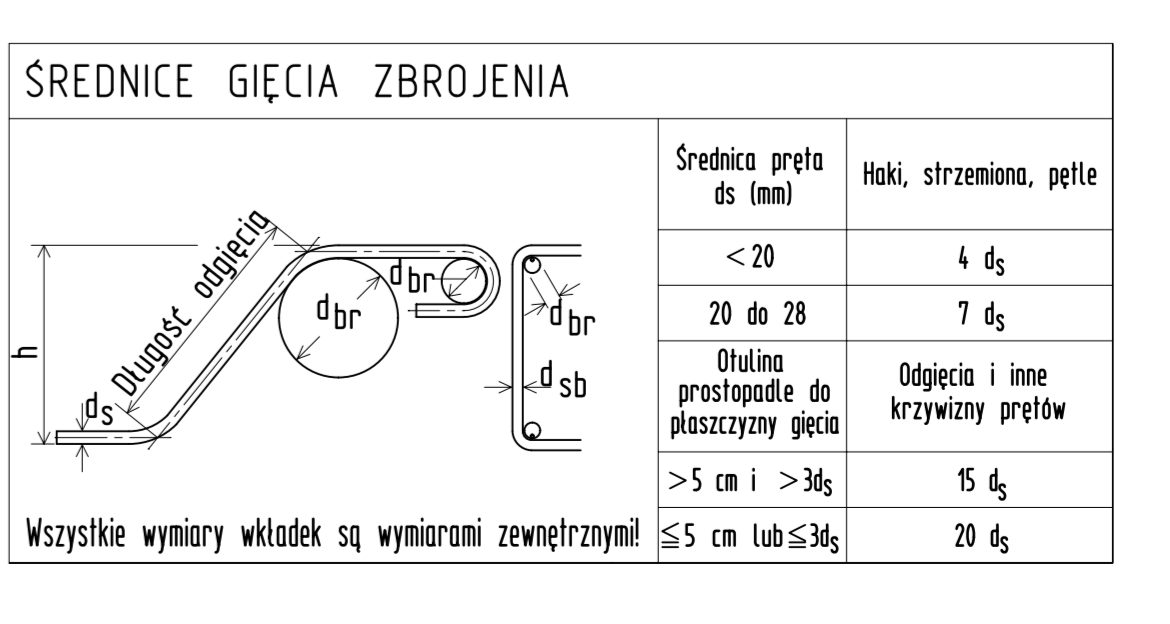 ŚREDNICE GIĘCIA ZBROJENIA
Średnica pręta
ds (mm)
Haki, strzemiona, pętle
< 20
4 ds
20 do 28
7 ds
Otulina
prostopadle do
płaszczyzny gięcia
Odgięcia i inne
krzywizny prętów
>5 cm i >3ds
15 ds
≦5 cm lub≦3ds
20 ds
Długość odgięcia
h
ds
dbr
dbr
dbr
dsb
Wszystkie wymiary wkładek są wymiarami zewnętrznymi!